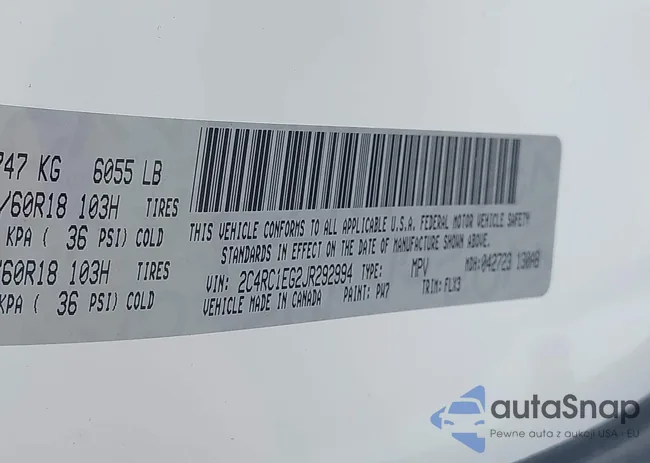 747 KG 6055 LB
/60R18 103H TIRES
KPA ( 36 PSI) COLD
/60R18 103H TIRES
KPA ( 36 PSI) COLD
THIS VEHICLE CONFORMS TO ALL APPLICABLE U.S.A. FEDERAL MOTOR VEHICLE SAFETY
STANDARDS IN EFFECT ON THE DATE OF MANUFACTURE SHOWN ABOVE.
VIN: 2C4RC1EG2JR292994 TYPE: MPV MDH: 042723 130AB
VEHICLE MADE IN CANADA PAINT: PW7 TRIM: FLX3
autaSnap
Pewne auta z aukcji USA - EU